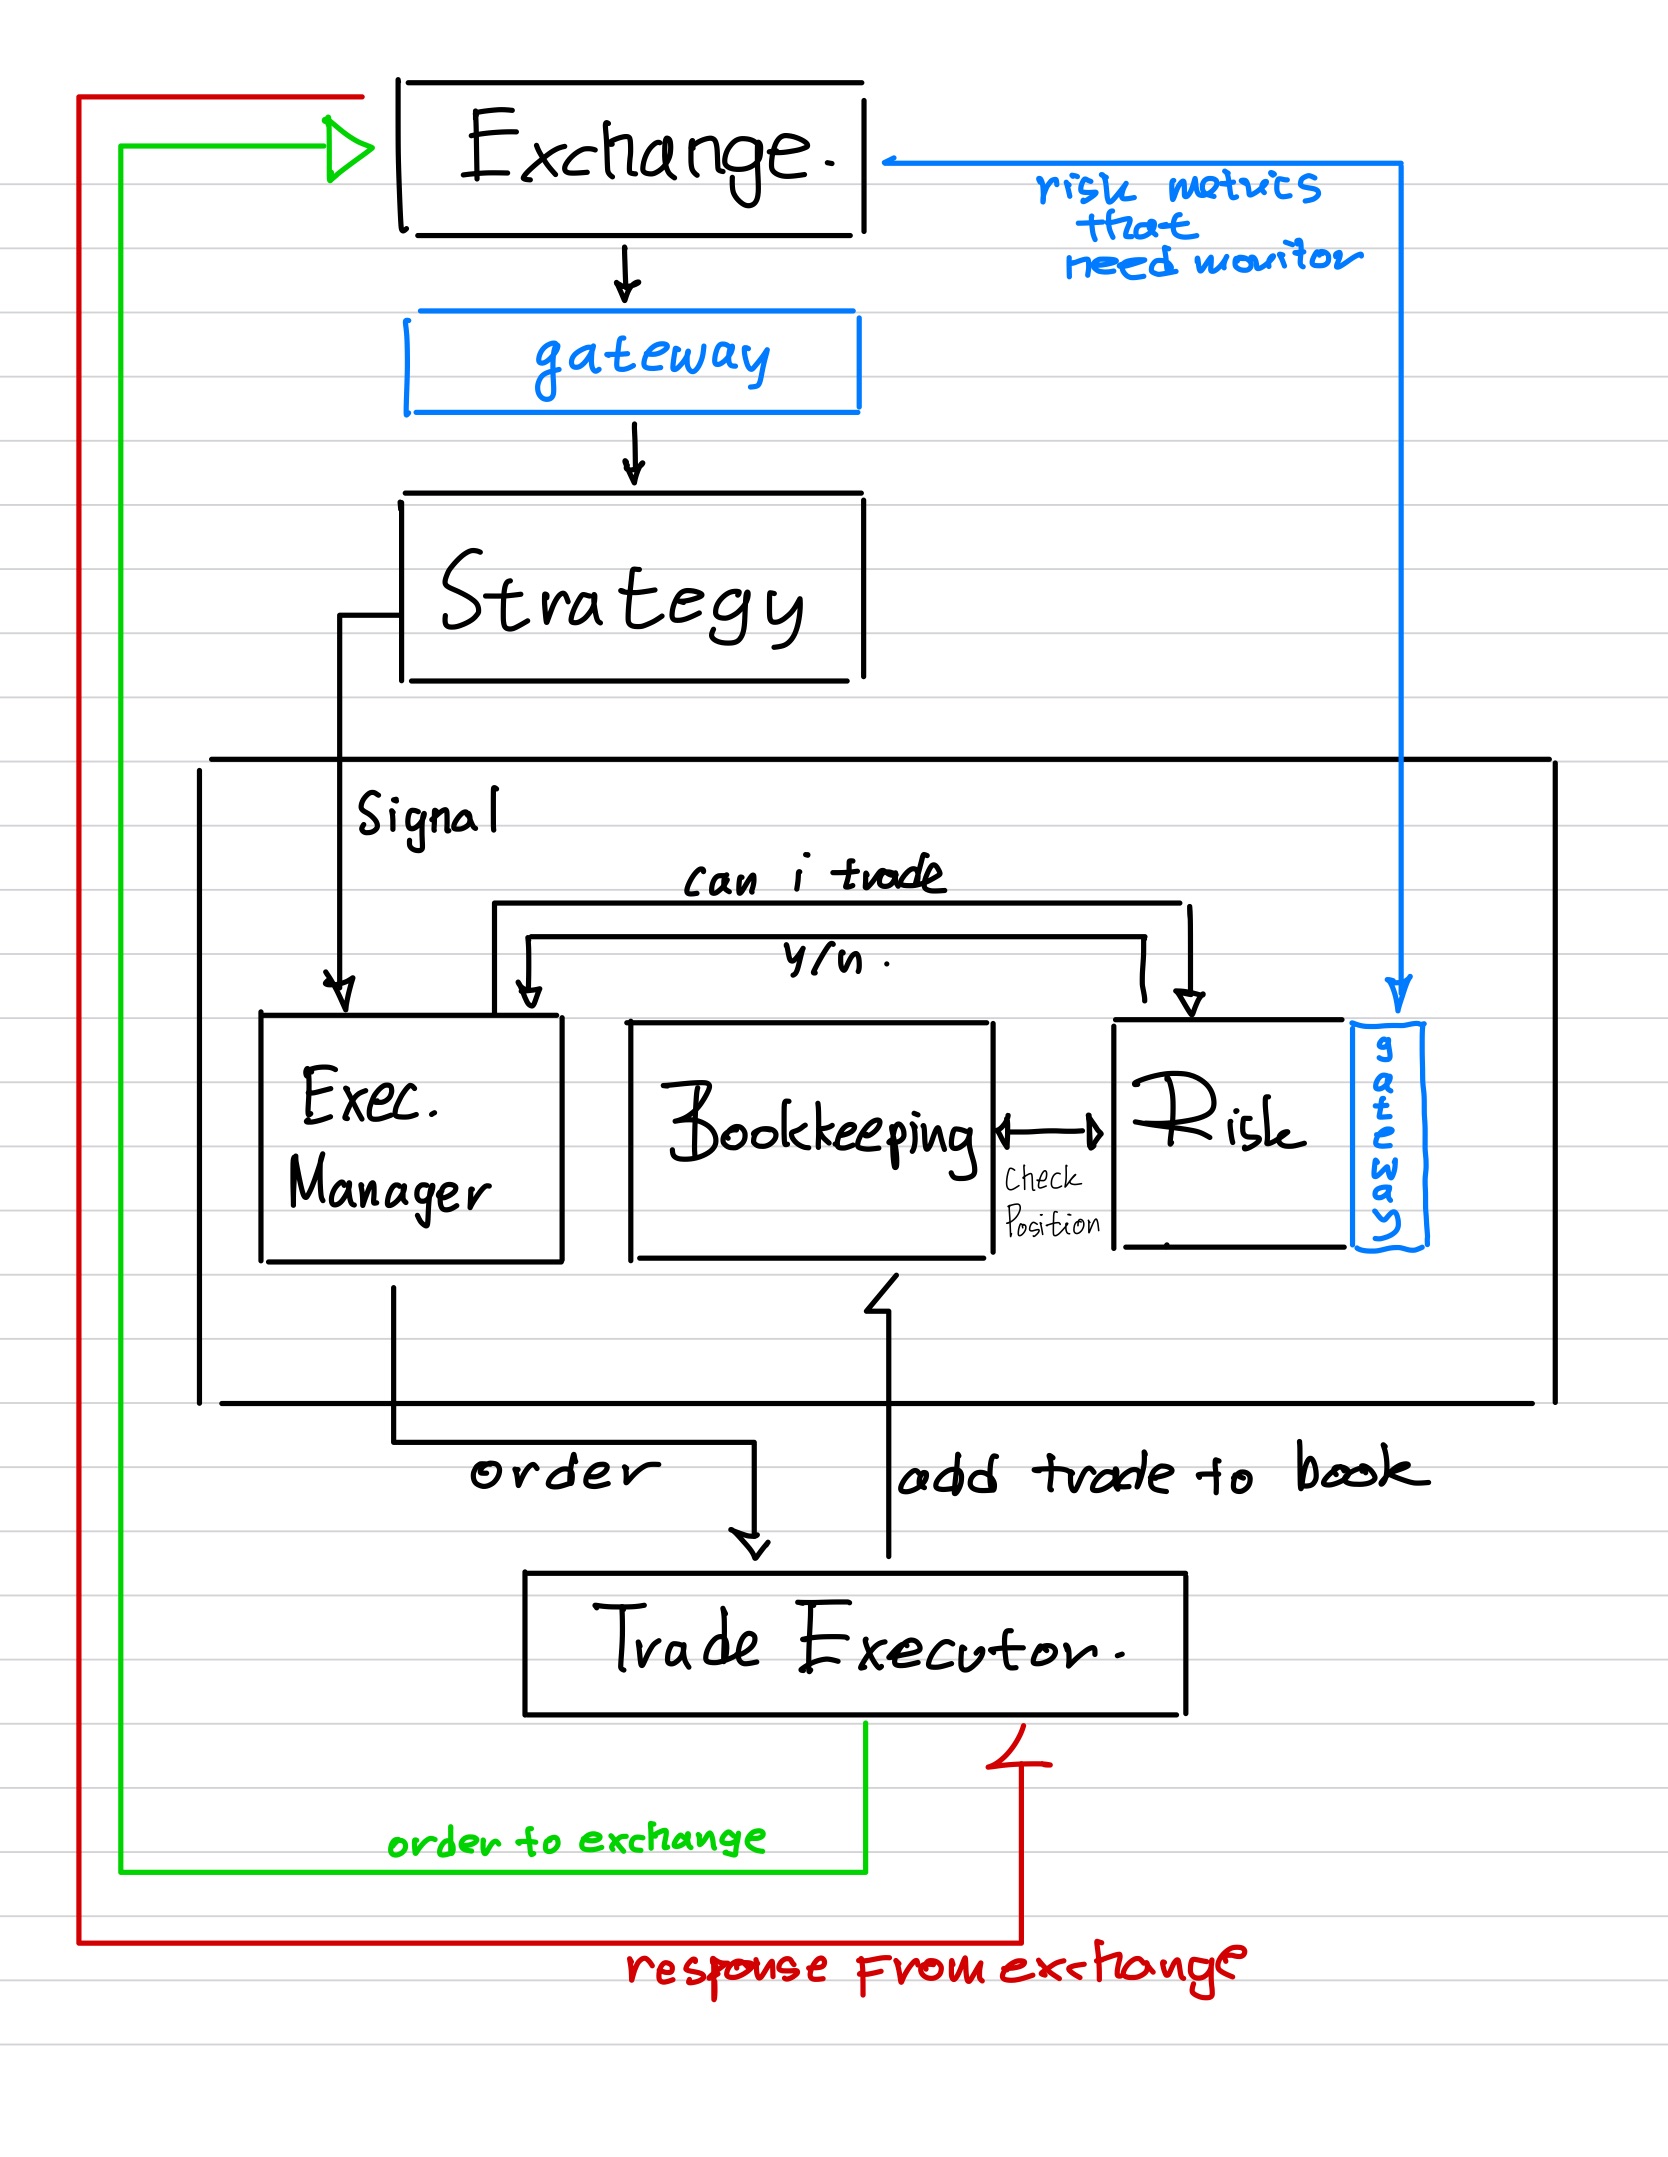 Exchange.
risk metrics
that
need monitor
gateway
Strategy
Signal
can i trade
y/n.
Exec.
Manager
Bookkeeping
Check
Position
Risk
gateway
order
add trade to book
Trade Executor.
order to exchange
response From exchange